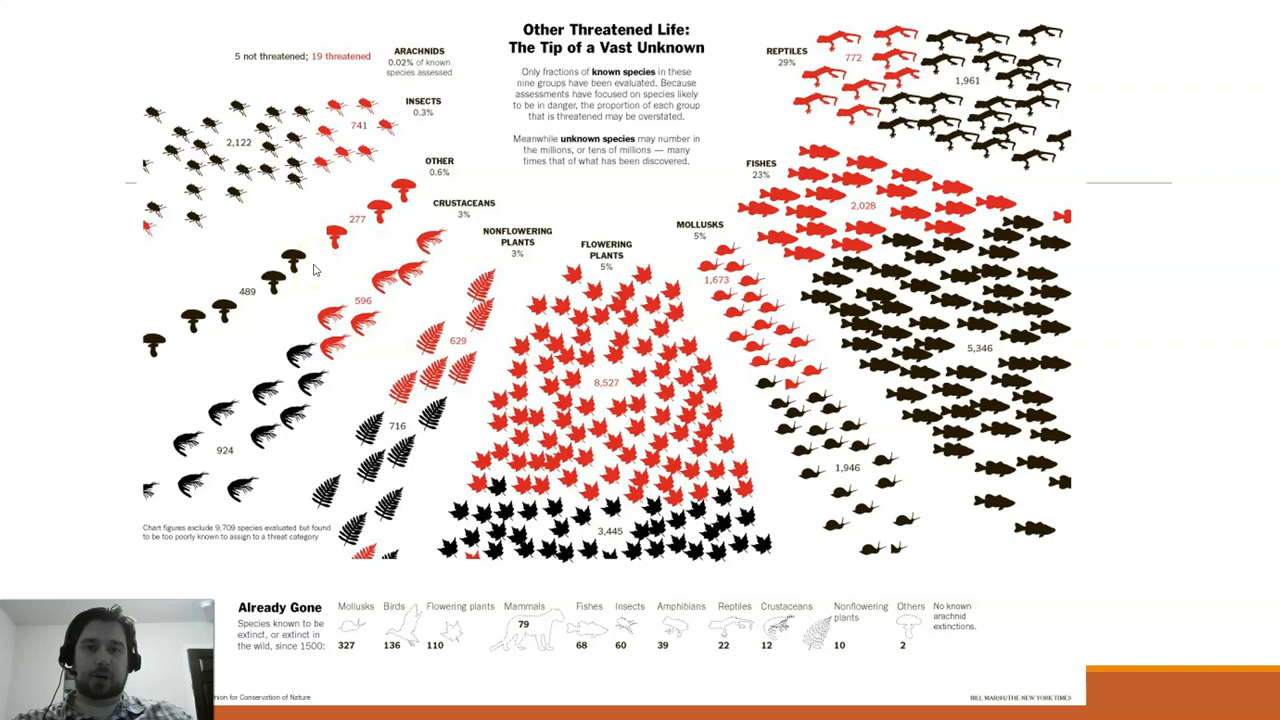 Other Threatened Life:
The Tip of a Vast Unknown
Only fractions of known species in these
nine groups have been evaluated. Because
assessments have focused on species likely
to be in danger, the proportion of each group
that is threatened may be overstated.
Meanwhile unknown species may number in
the millions, or tens of millions — many
times that of what has been discovered.
5 not threatened; 19 threatened
ARACHNIDS
0.02% of known
species assessed
INSECTS
0.3%
741
2,122
OTHER
0.6%
277
489
CRUSTACEANS
3%
596
924
NONFLOWERING
PLANTS
3%
629
716
FLOWERING
PLANTS
5%
8,527
3,445
MOLLUSKS
5%
1,673
1,946
FISHES
23%
2,028
5,346
REPTILES
29%
772
1,961
Chart figures exclude 9,709 species evaluated but found
to be too poorly known to assign to a threat category
Already Gone
Species known to be
extinct, or extinct in
the wild, since 1500:
Mollusks
327
Birds
136
Flowering plants
110
Mammals
79
Fishes
68
Insects
60
Amphibians
39
Reptiles
22
Crustaceans
12
Nonflowering
plants
10
Others
2
No known
arachnid
extinctions.
for Conservation of Nature
BILL MARSH/THE NEW YORK TIMES